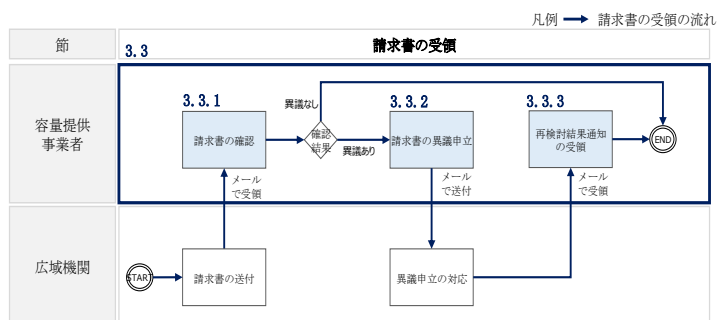 凡例 請求書の受領の流れ
節
3.3
請求書の受領
容量提供
事業者
3.3.1
請求書の確認
異議なし
確認
結果
異議あり
3.3.2
請求書の異議申立
3.3.3
再検討結果通知
の受領
END
メール
で受領
メール
で送付
メール
で受領
広域機関
START
請求書の送付
異議申立の対応